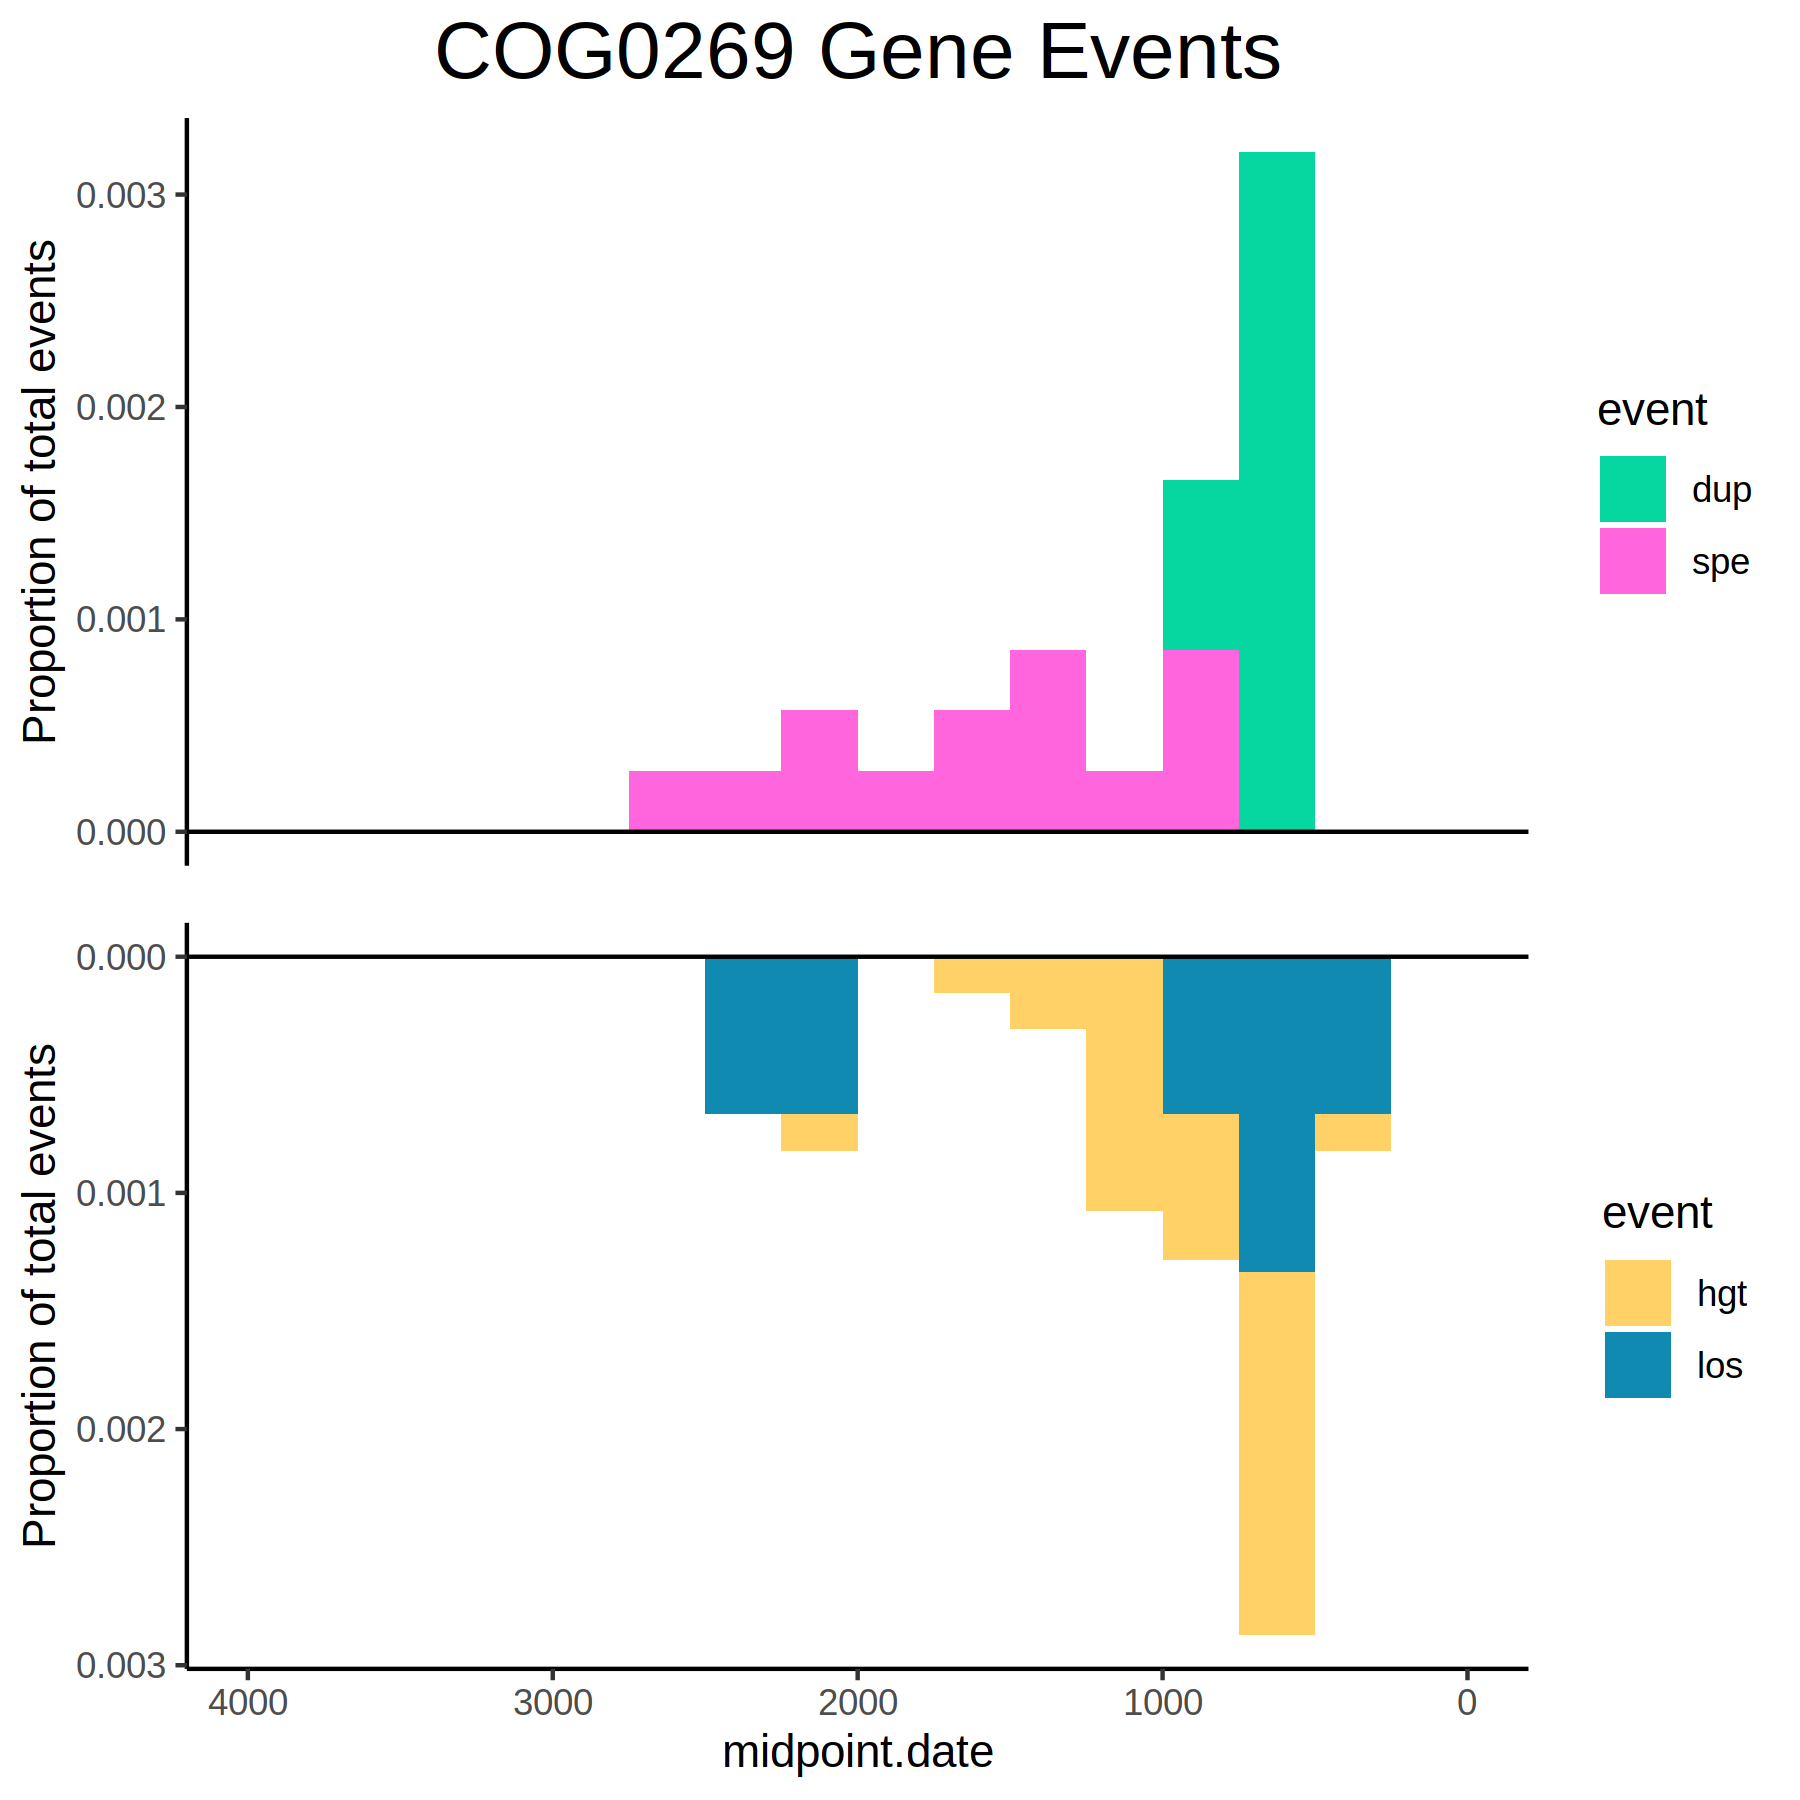 COG0269 Gene Events
Proportion of total events
0.003
0.002
0.001
0.000
event
dup
spe
Proportion of total events
0.000
0.001
0.002
0.003
event
hgt
los
4000 3000 2000 1000 0
midpoint.date